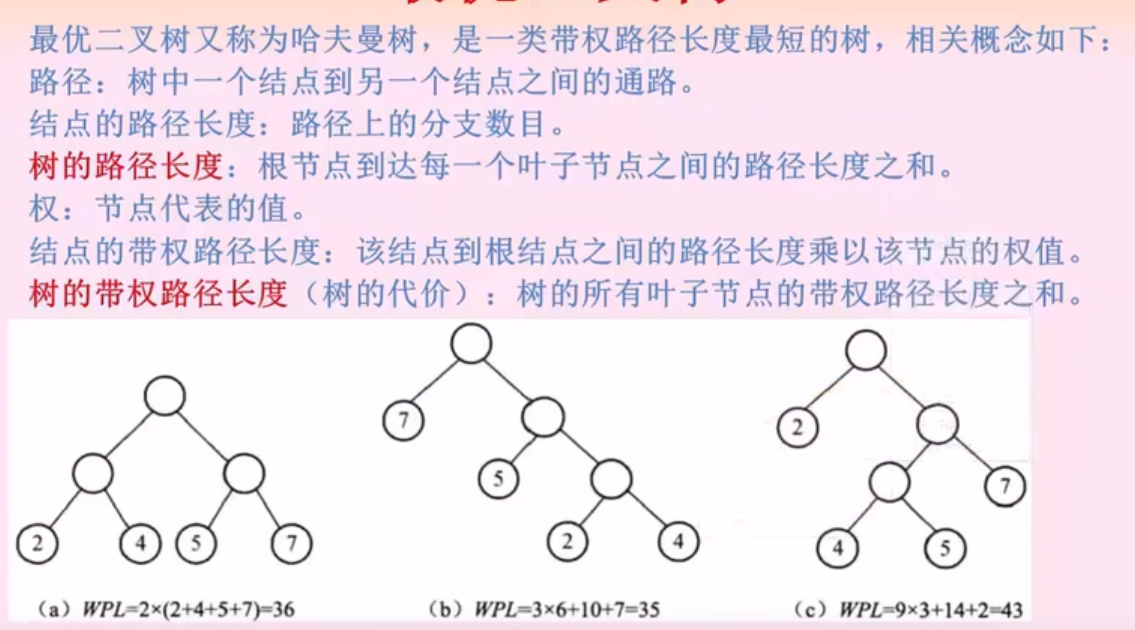 最优二叉树又称为哈夫曼树，是一类带权路径长度最短的树，相关概念如下：
路径：树中一个结点到另一个结点之间的通路。
结点的路径长度：路径上的分支数目。
树的路径长度：根节点到达每一个叶子节点之间的路径长度之和。
权：节点代表的值。
结点的带权路径长度：该结点到根结点之间的路径长度乘以该节点的权值。
树的带权路径长度（树的代价）：树的所有叶子节点的带权路径长度之和。
2 4 5 7
7
5
2 4
2
7
4 5
（a）WPL=2×(2+4+5+7)=36
（b）WPL=3×6+10+7=35
（c）WPL=9×3+14+2=43